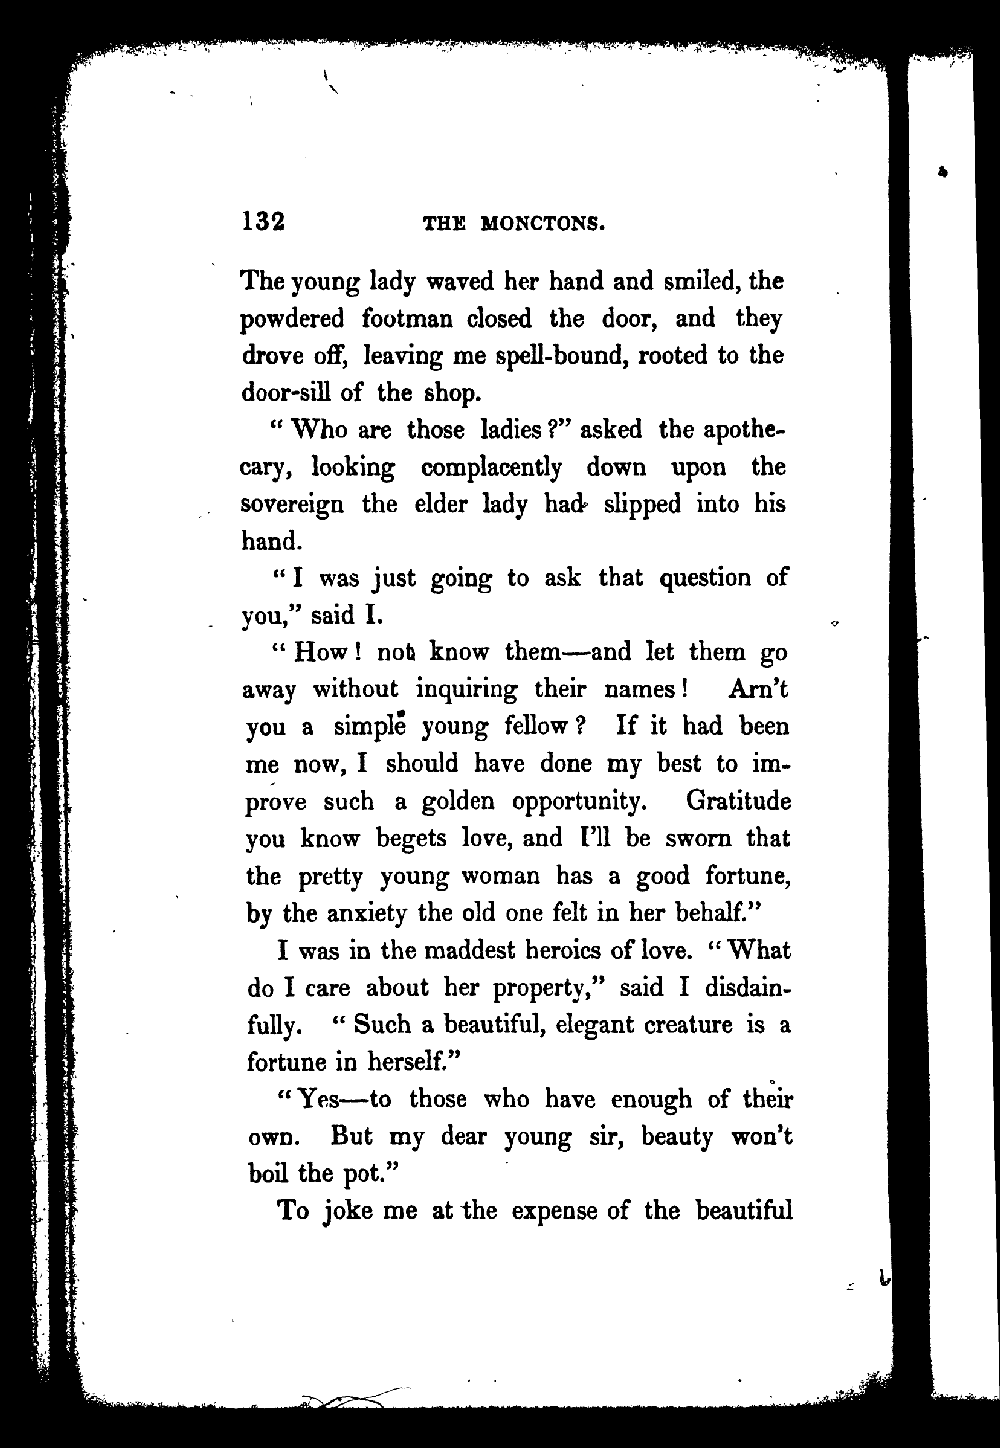 132 THE MONCTONS.
The young lady waved her hand and smiled, the
powdered footman closed the door, and they
drove off, leaving me spell-bound, rooted to the
door-sill of the shop.
“ Who are those ladies ?” asked the apothe-
cary, looking complacently down upon the
sovereign the elder lady had slipped into his
hand.
“ I was just going to ask that question of
you,” said I.
“ How ! not know them—and let them go
away without inquiring their names ! Arn’t
you a simple young fellow ? If it had been
me now, I should have done my best to im-
prove such a golden opportunity. Gratitude
you know begets love, and I’ll be sworn that
the pretty young woman has a good fortune,
by the anxiety the old one felt in her behalf.”
I was in the maddest heroics of love. “ What
do I care about her property,” said I disdain-
fully. “ Such a beautiful, elegant creature is a
fortune in herself.”
“ Yes—to those who have enough of their
own. But my dear young sir, beauty won’t
boil the pot.”
To joke me at the expense of the beautiful